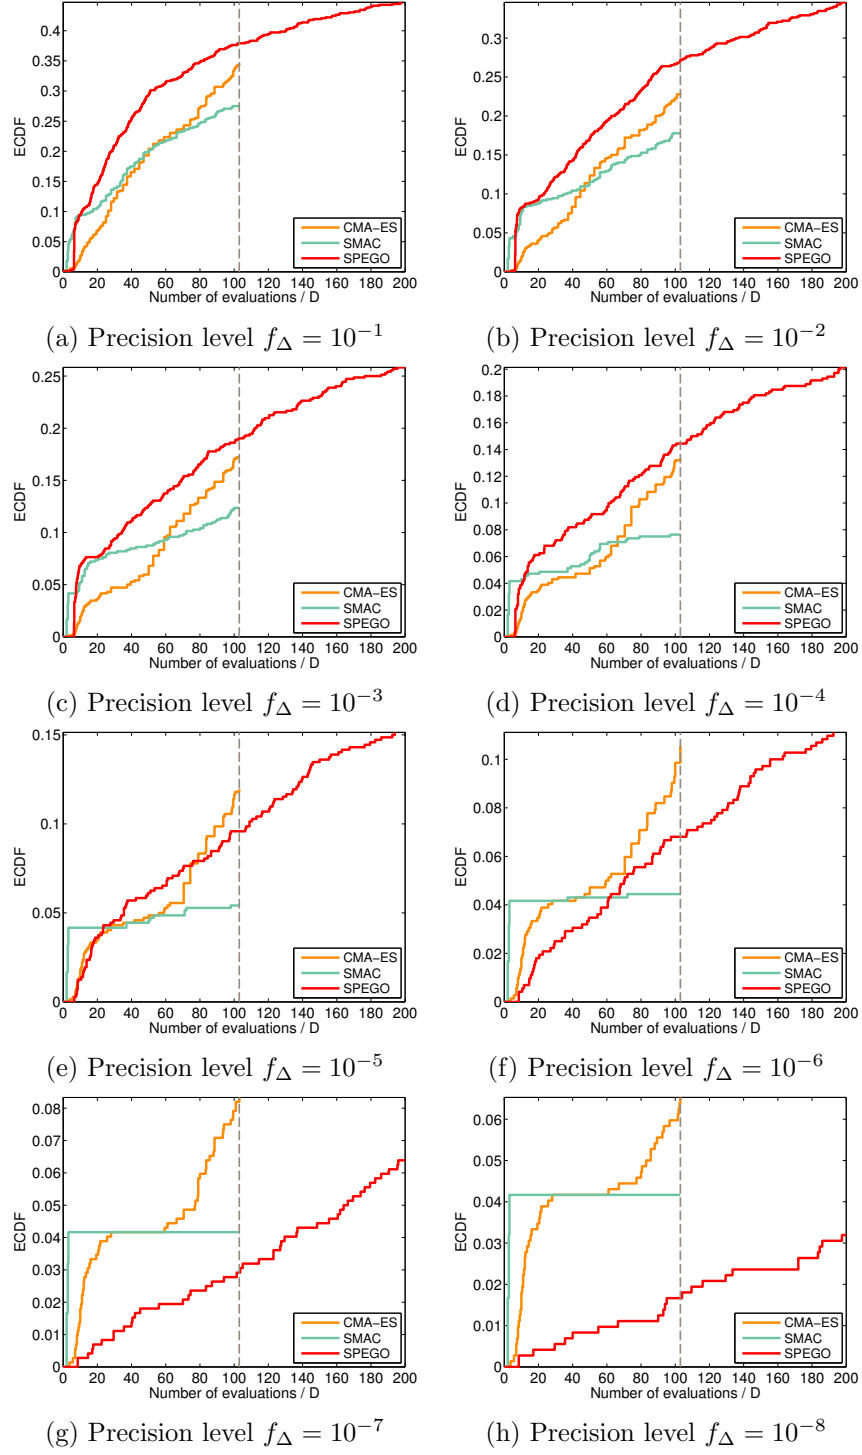 0.4
0.35
0.3
0.25
0.2
0.15
0.1
0.05
0
ECDF
0 20 40 60 80 100 120 140 160 180 200
Number of evaluations / D
CMA-ES
SMAC
SPEGO
0.3
0.25
0.2
0.15
0.1
0.05
0
ECDF
0 20 40 60 80 100 120 140 160 180 200
Number of evaluations / D
CMA-ES
SMAC
SPEGO
(a) Precision level f_Δ = 10^−1
(b) Precision level f_Δ = 10^−2
0.25
0.2
0.15
0.1
0.05
0
ECDF
0 20 40 60 80 100 120 140 160 180 200
Number of evaluations / D
CMA-ES
SMAC
SPEGO
0.2
0.18
0.16
0.14
0.12
0.1
0.08
0.06
0.04
0.02
0
ECDF
0 20 40 60 80 100 120 140 160 180 200
Number of evaluations / D
CMA-ES
SMAC
SPEGO
(c) Precision level f_Δ = 10^−3
(d) Precision level f_Δ = 10^−4
0.15
0.1
0.05
0
ECDF
0 20 40 60 80 100 120 140 160 180 200
Number of evaluations / D
CMA-ES
SMAC
SPEGO
0.1
0.08
0.06
0.04
0.02
0
ECDF
0 20 40 60 80 100 120 140 160 180 200
Number of evaluations / D
CMA-ES
SMAC
SPEGO
(e) Precision level f_Δ = 10^−5
(f) Precision level f_Δ = 10^−6
0.08
0.07
0.06
0.05
0.04
0.03
0.02
0.01
0
ECDF
0 20 40 60 80 100 120 140 160 180 200
Number of evaluations / D
CMA-ES
SMAC
SPEGO
0.06
0.05
0.04
0.03
0.02
0.01
0
ECDF
0 20 40 60 80 100 120 140 160 180 200
Number of evaluations / D
CMA-ES
SMAC
SPEGO
(g) Precision level f_Δ = 10^−7
(h) Precision level f_Δ = 10^−8